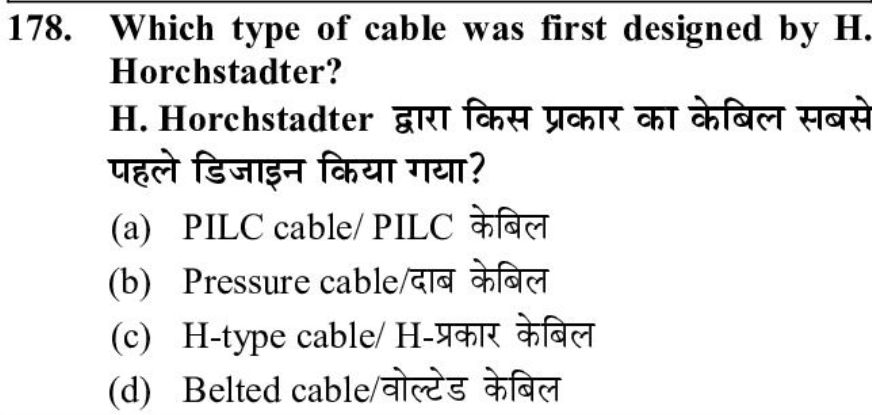 178. Which type of cable was first designed by H.
Horchstadter?
H. Horchstadter द्वारा किस प्रकार का केबिल सबसे
पहले डिजाइन किया गया?
(a) PILC cable/ PILC केबिल
(b) Pressure cable/दाब केबिल
(c) H-type cable/ H-प्रकार केबिल
(d) Belted cable/वोल्टेड केबिल